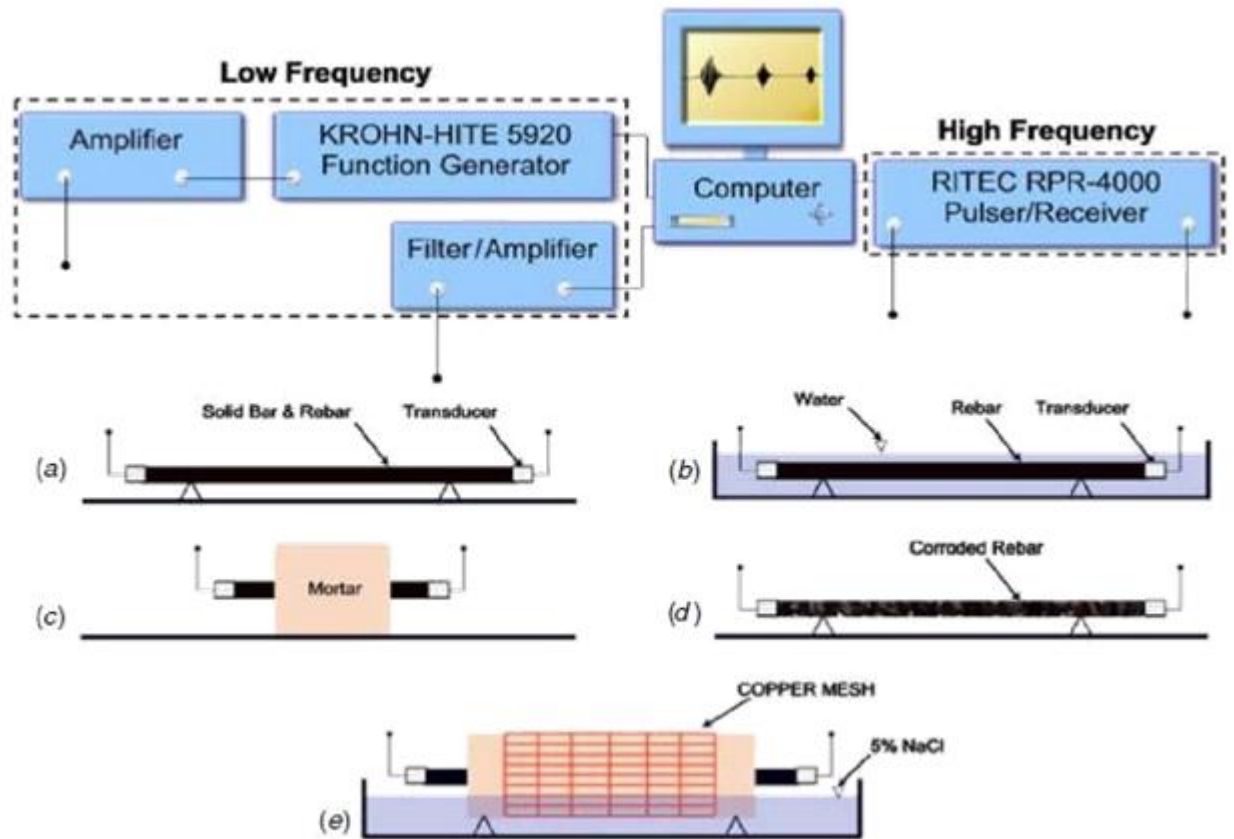 Low Frequency
Amplifier
KROHN-HITE 5920
Function Generator
Filter/Amplifier
Computer
High Frequency
RITEC RPR-4000
Pulser/Receiver
Solid Bar & Rebar
Transducer
(a)
Water
Rebar
Transducer
(b)
Mortar
(c)
Corroded Rebar
(d)
COPPER MESH
5% NaCl
(e)